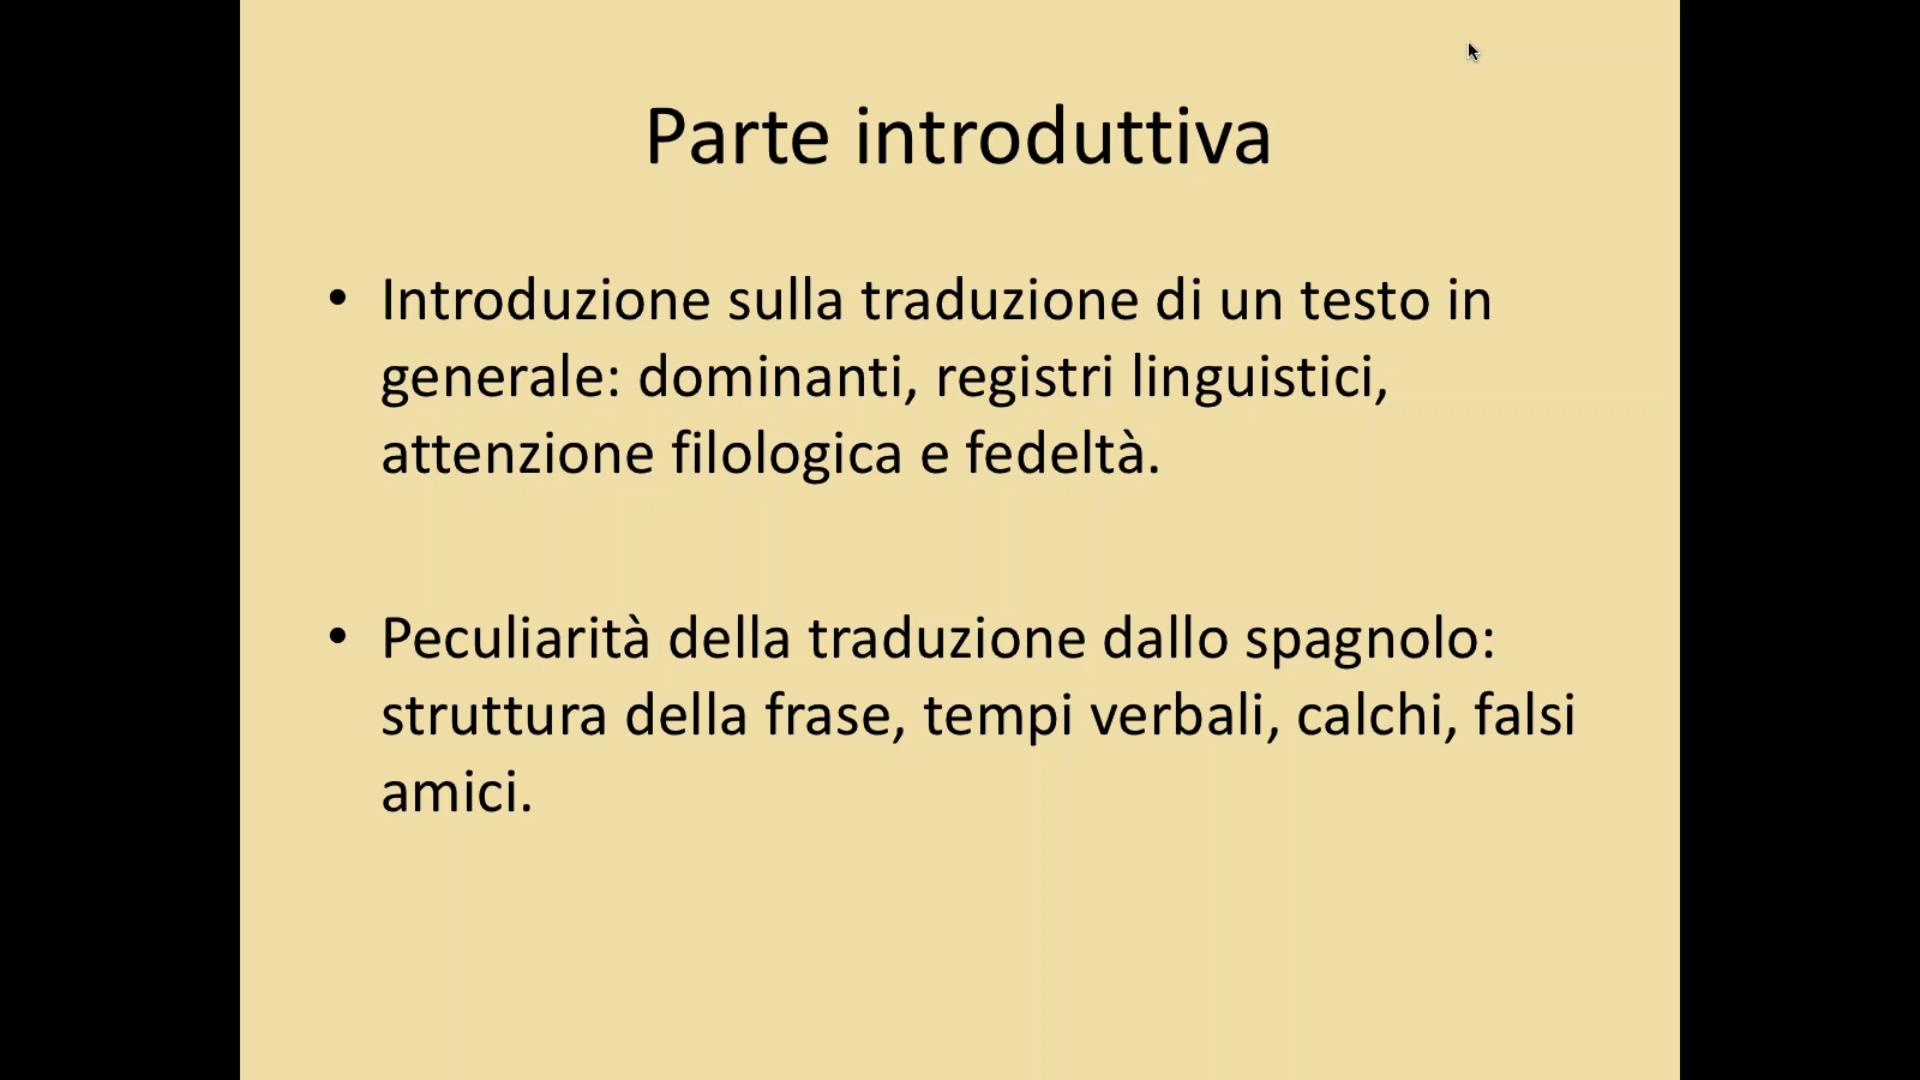 Parte introduttiva
• Introduzione sulla traduzione di un testo in
generale: dominanti, registri linguistici,
attenzione filologica e fedeltà.
• Peculiarità della traduzione dallo spagnolo:
struttura della frase, tempi verbali, calchi, falsi
amici.